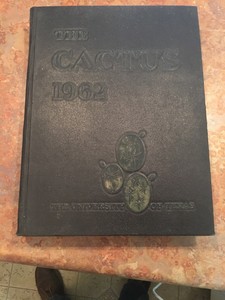 THE
CACTUS
1962
THE UNIVERSITY OF TEXAS